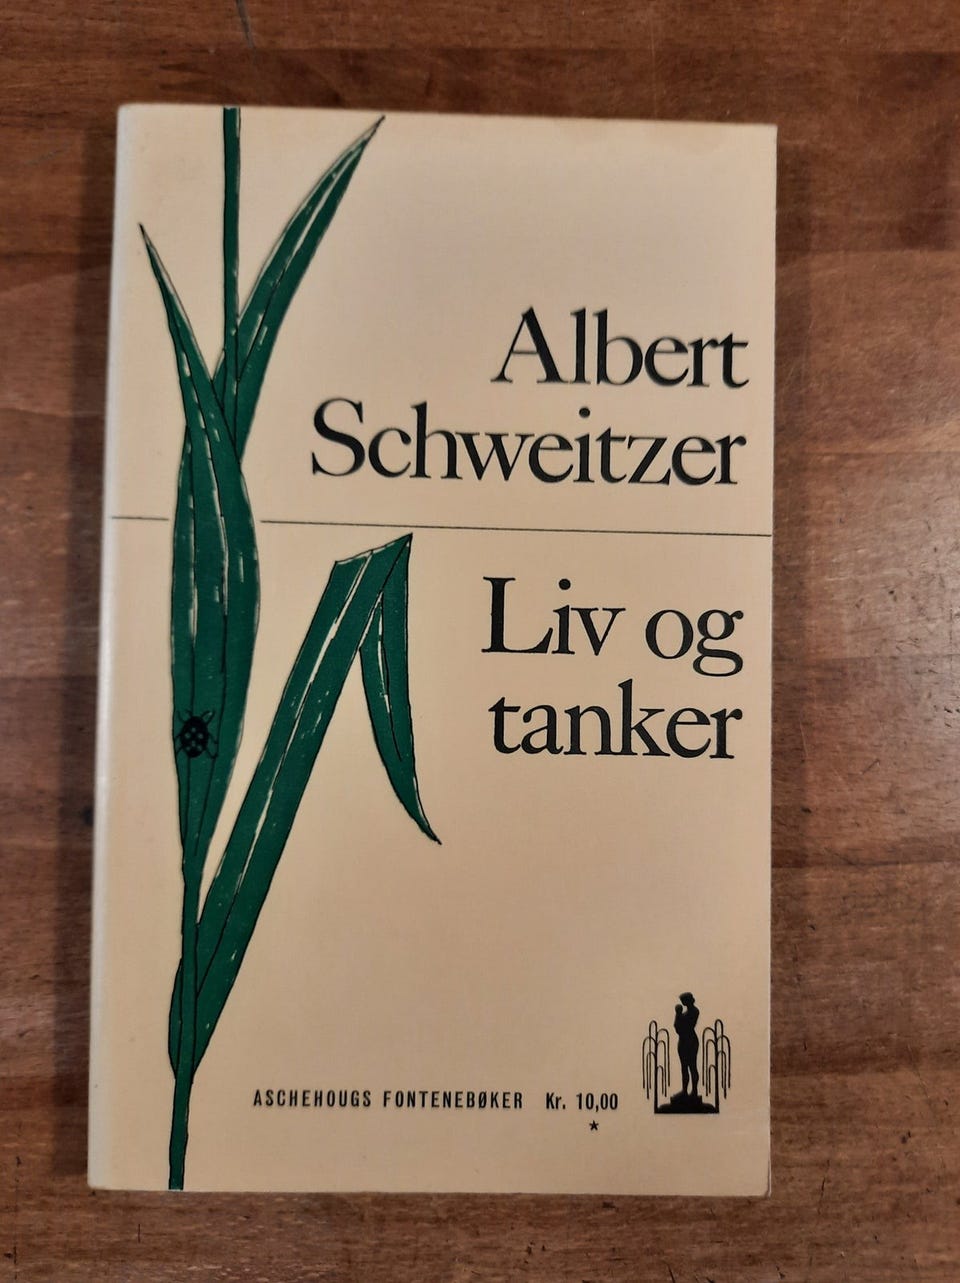 Albert
Schweitzer
Liv og
tanker
ASCHEHOUGS FONTENEBØKER Kr. 10,00
*